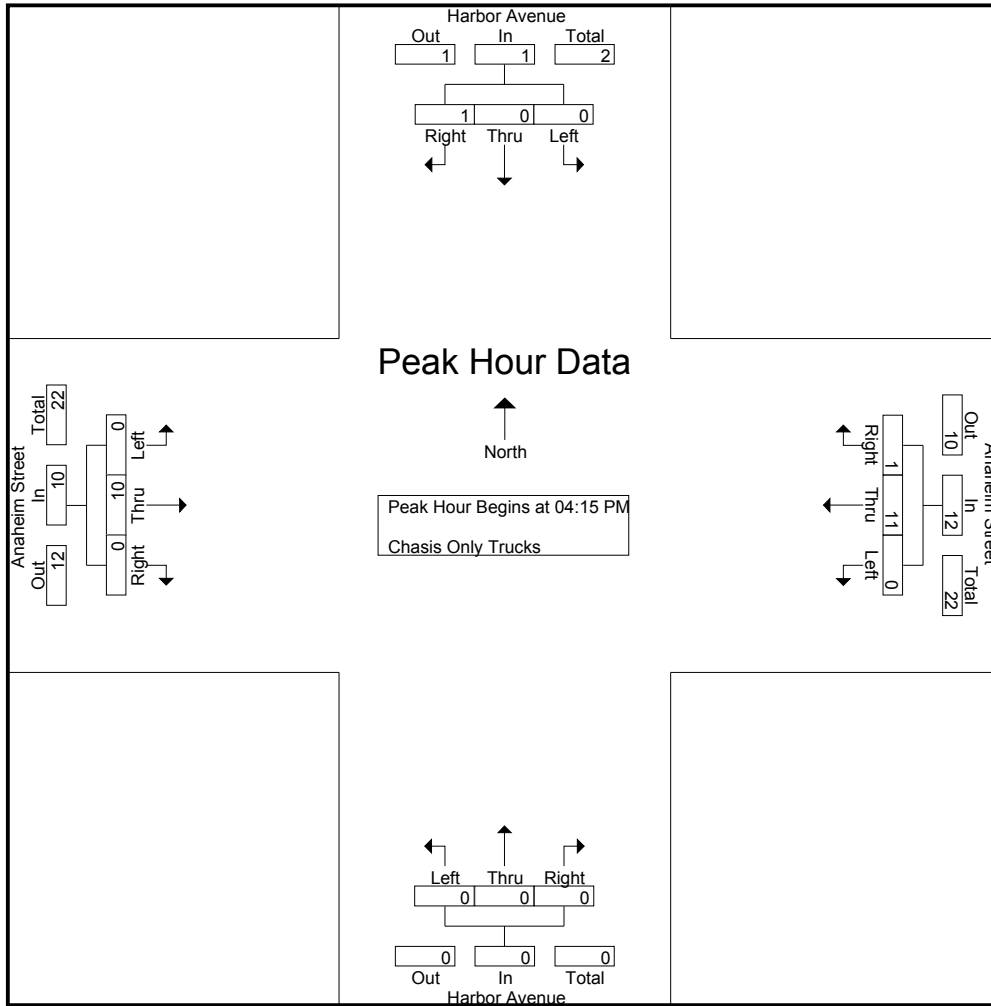 Harbor Avenue
Out In Total
1 1 2
1 0 0
Right Thru Left
Peak Hour Data
North
Peak Hour Begins at 04:15 PM
Chasis Only Trucks
Anaheim Street
Out In Total
12 10 22
Left Thru Right
0 10 0
Anaheim Street
Out In Total
10 12 22
Right Thru Left
1 11 0
Left Thru Right
0 0 0
0 0 0
Out In Total
Harbor Avenue